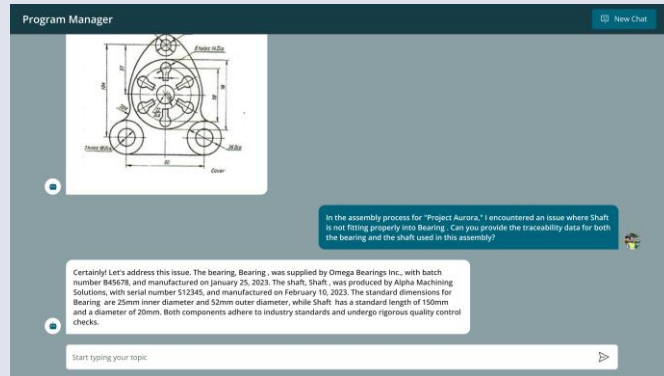 Program Manager
New Chat
6 holes
104
57
60
Cover
In the assembly process for "Project Aurora," I encountered an issue where Shaft
is not fitting properly into Bearing . Can you provide the traceability data for both
the bearing and the shaft used in this assembly?
Certainly! Let's address this issue. The bearing, Bearing , was supplied by Omega Bearings Inc., with batch
number B45678, and manufactured on January 25, 2023. The shaft, Shaft , was produced by Alpha Machining
Solutions, with serial number S12345, and manufactured on February 10, 2023. The standard dimensions for
Bearing are 25mm inner diameter and 52mm outer diameter, while Shaft has a standard length of 150mm
and a diameter of 20mm. Both components adhere to industry standards and undergo rigorous quality control
checks.
Start typing your topic